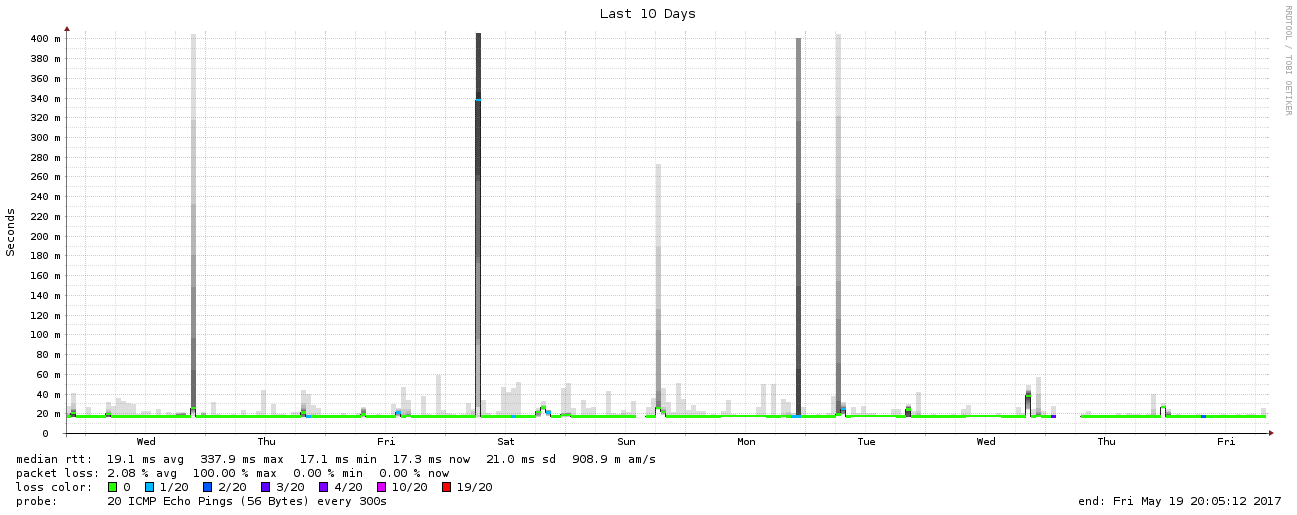 Last 10 Days
RRDTOOL / TOBI OETIKER
Seconds
400 m
380 m
360 m
340 m
320 m
300 m
280 m
260 m
240 m
220 m
200 m
180 m
160 m
140 m
120 m
100 m
80 m
60 m
40 m
20 m
0
Wed Thu Fri Sat Sun Mon Tue Wed Thu Fri
median rtt: 19.1 ms avg 337.9 ms max 17.1 ms min 17.3 ms now 21.0 ms sd 908.9 m am/s
packet loss: 2.08 % avg 100.00 % max 0.00 % min 0.00 % now
loss color: 0 1/20 2/20 3/20 4/20 10/20 19/20
probe: 20 ICMP Echo Pings (56 Bytes) every 300s end: Fri May 19 20:05:12 2017